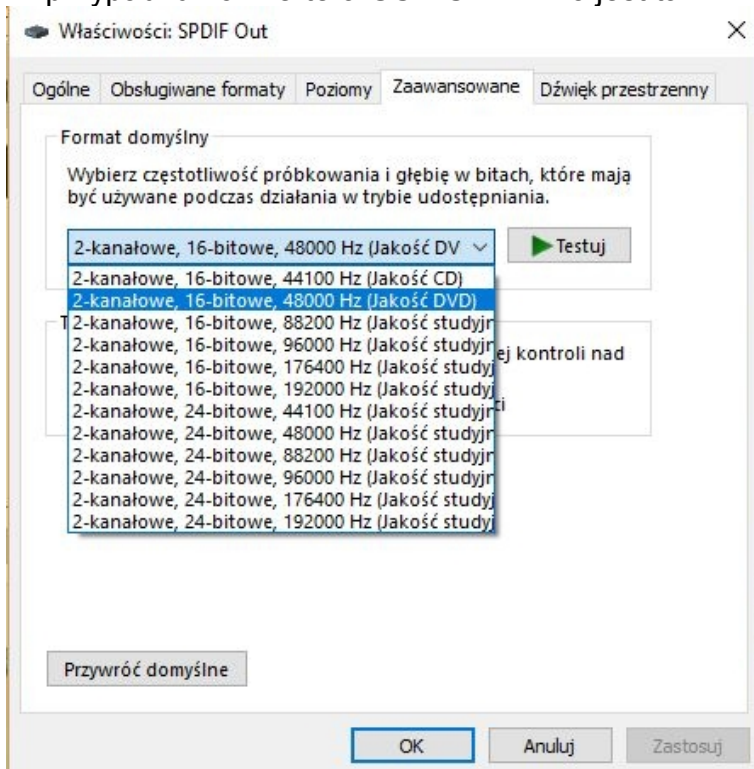 Właściwości: SPDIF Out
Ogólne Obsługiwane formaty Poziomy Zaawansowane Dźwięk przestrzenny
Format domyślny
Wybierz częstotliwość próbkowania i głębię w bitach, które mają
być używane podczas działania w trybie udostępniania.
2-kanałowe, 16-bitowe, 48000 Hz (Jakość DV
Testuj
2-kanałowe, 16-bitowe, 44100 Hz (Jakość CD)
2-kanałowe, 16-bitowe, 48000 Hz (Jakość DVD)
2-kanałowe, 16-bitowe, 88200 Hz (Jakość studyjn
2-kanałowe, 16-bitowe, 96000 Hz (Jakość studyjn
ej kontroli nad
2-kanałowe, 16-bitowe, 176400 Hz (Jakość studyj
2-kanałowe, 16-bitowe, 192000 Hz (Jakość studyj
2-kanałowe, 24-bitowe, 44100 Hz (Jakość studyjn
2-kanałowe, 24-bitowe, 48000 Hz (Jakość studyjn
2-kanałowe, 24-bitowe, 88200 Hz (Jakość studyjn
2-kanałowe, 24-bitowe, 96000 Hz (Jakość studyjn
2-kanałowe, 24-bitowe, 176400 Hz (Jakość studyj
2-kanałowe, 24-bitowe, 192000 Hz (Jakość studyj
Przywróć domyślne
OK Anuluj Zastosuj